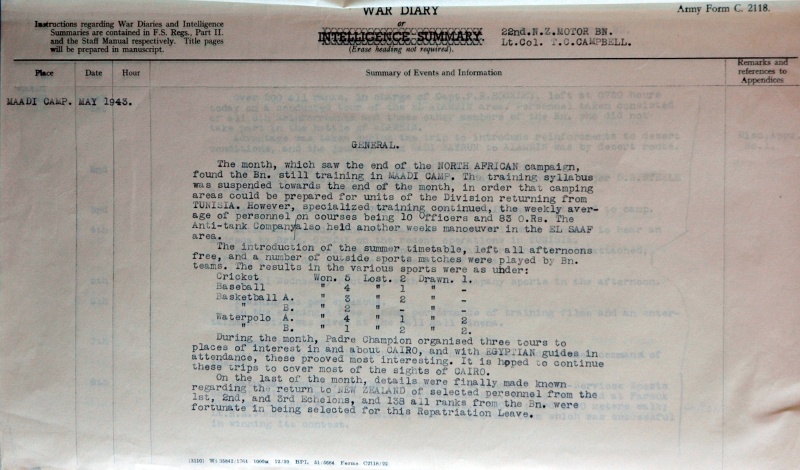 WAR DIARY
or
INTELLIGENCE SUMMARY
(Erase heading not required).
Army Form C. 2118.
Instructions regarding War Diaries and Intelligence
Summaries are contained in F.S. Regs., Part II.
and the Staff Manual respectively. Title pages
will be prepared in manuscript.
22nd.N.Z.MOTOR BN.
Lt.Col. T.C.CAMPBELL.
Place Date Hour Summary of Events and Information Remarks and references to Appendices
MAADI CAMP. MAY 1943.
GENERAL.
The month, which saw the end of the NORTH AFRICAN campaign,
found the Bn. still training in MAADI CAMP. The training syllabus
was suspended towards the end of the month, in order that camping
areas could be prepared for units of the Division returning from
TUNISIA. However, specialized training continued, the weekly aver-
age of personnel on courses being 10 Officers and 83 O.Rs. The
Anti-tank Company also held another weeks manoeuver in the EL SAAF
area.
The introduction of the summer timetable, left all afternoons
free, and a number of outside sports matches were played by Bn.
teams. The results in the various sports were as under:
Cricket Won. 5 Lost. 2 Drawn. 1.
Baseball " 4 " 1 " -
Basketball A. " 3 " 2 " -
" B. " 2 " - " -
Waterpolo A. " 4 " 1 " 2
" B. " 1 " 2 " 2.
During the month, Padre Champion organised three tours to
places of interest in and about CAIRO, and with EGYPTIAN guides in
attendance, these prooved most interesting. It is hoped to continue
these trips to cover most of the sights of CAIRO.
On the last of the month, details were finally made known
regarding the return to NEW ZEALAND of selected personnel from the
1st, 2nd, and 3rd Echelons, and 138 all ranks from the Bn. were
fortunate in being selected for this Repatriation Leave.